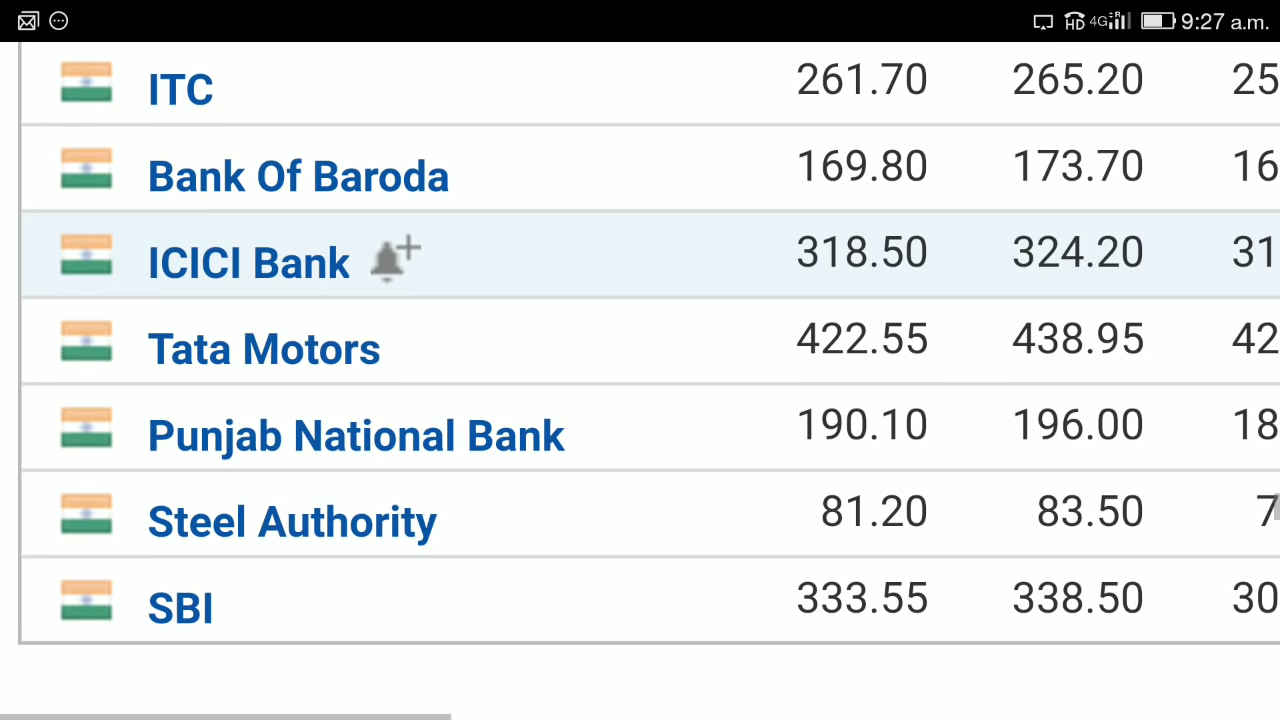 HD 4G R 9:27 a.m.
ITC 261.70 265.20 25
Bank Of Baroda 169.80 173.70 16
ICICI Bank 318.50 324.20 31
Tata Motors 422.55 438.95 42
Punjab National Bank 190.10 196.00 18
Steel Authority 81.20 83.50 7
SBI 333.55 338.50 30